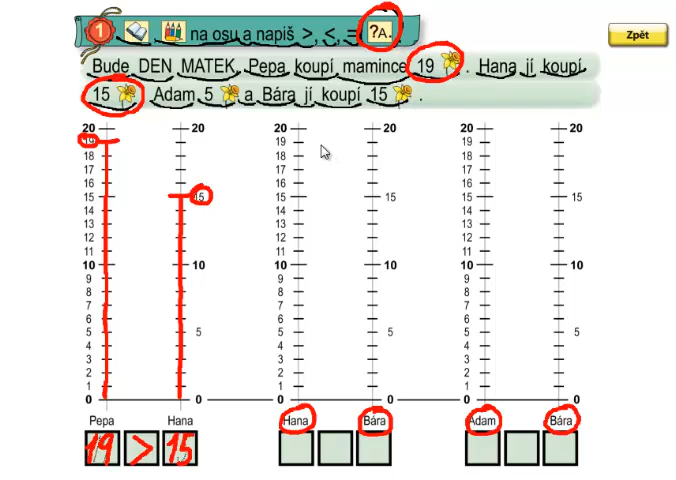 1 na osu a napiš >, <, = ?A.
Zpět
Bude DEN MATEK. Pepa koupí mamince 19 . Hana jí koupí
15 . Adam 5 a Bára jí koupí 15 .
20 20 20 20 20 20
19 19 19
18 18 18
17 17 17
16 16 16
15 15 15 15 15 15
14 14 14
13 13 13
12 12 12
11 11 11
10 10 10 10 10 10
9 9 9
8 8 8
7 7 7
6 6 6
5 5 5 5 5 5
4 4 4
3 3 3
2 2 2
1 1 1
0 0 0 0 0 0
Pepa Hana Hana Bára Adam Bára
19 > 15